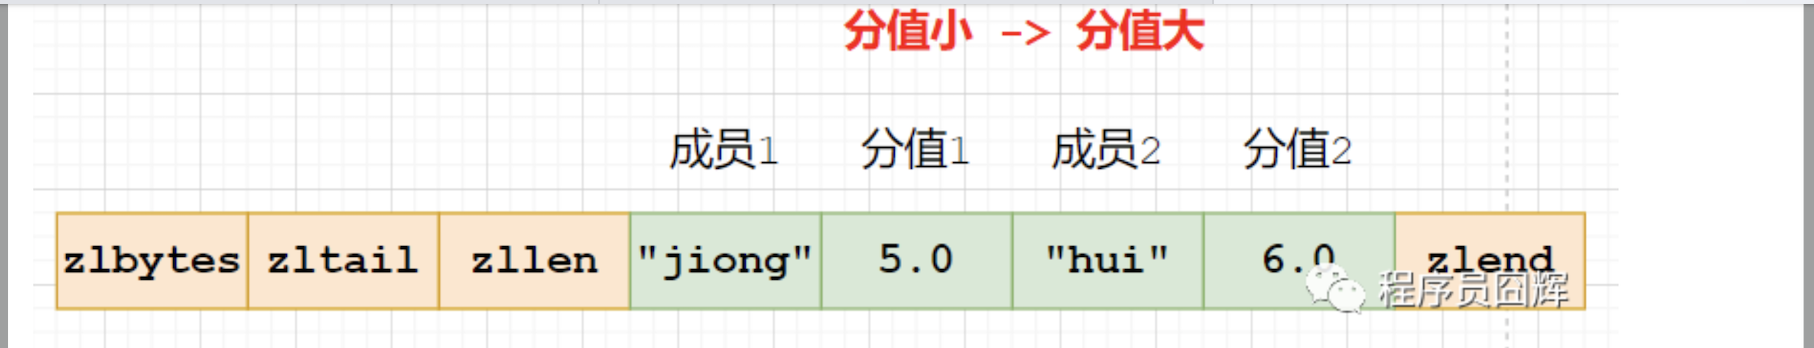 分值小 -> 分值大
成员1 分值1 成员2 分值2
zlbytes zltail zllen "jiong" 5.0 "hui" 6.0 zlend
程序员囧辉